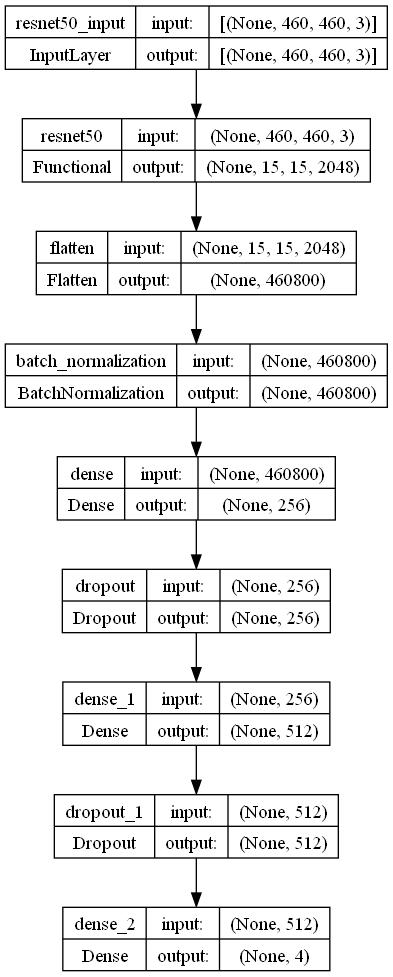 resnet50_input input: [(None, 460, 460, 3)]
InputLayer output: [(None, 460, 460, 3)]
resnet50 input: (None, 460, 460, 3)
Functional output: (None, 15, 15, 2048)
flatten input: (None, 15, 15, 2048)
Flatten output: (None, 460800)
batch_normalization input: (None, 460800)
BatchNormalization output: (None, 460800)
dense input: (None, 460800)
Dense output: (None, 256)
dropout input: (None, 256)
Dropout output: (None, 256)
dense_1 input: (None, 256)
Dense output: (None, 512)
dropout_1 input: (None, 512)
Dropout output: (None, 512)
dense_2 input: (None, 512)
Dense output: (None, 4)